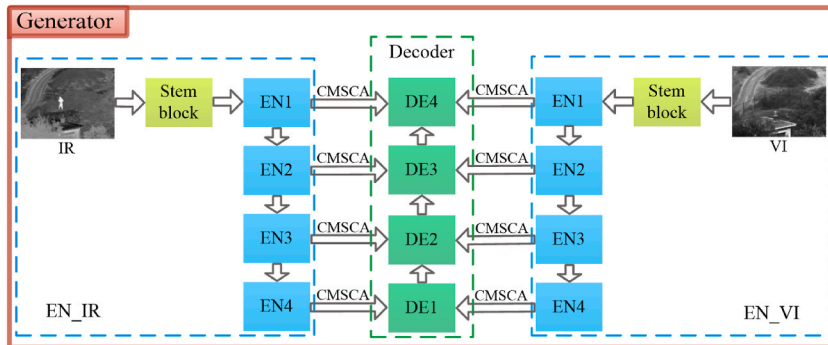 Generator
Decoder
IR
Stem
block
EN1
CMSCA
DE4
CMSCA
EN1
Stem
block
VI
EN2
CMSCA
DE3
CMSCA
EN2
EN3
CMSCA
DE2
CMSCA
EN3
EN_IR
EN4
CMSCA
DE1
CMSCA
EN4
EN_VI